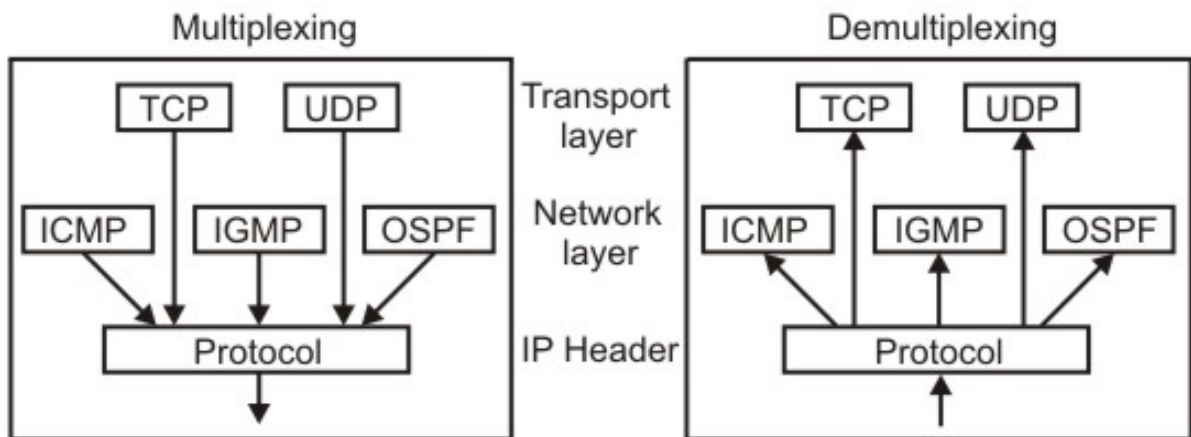 Multiplexing
Demultiplexing
TCP
UDP
Transport
layer
TCP
UDP
ICMP
IGMP
OSPF
Network
layer
ICMP
IGMP
OSPF
Protocol
IP Header
Protocol